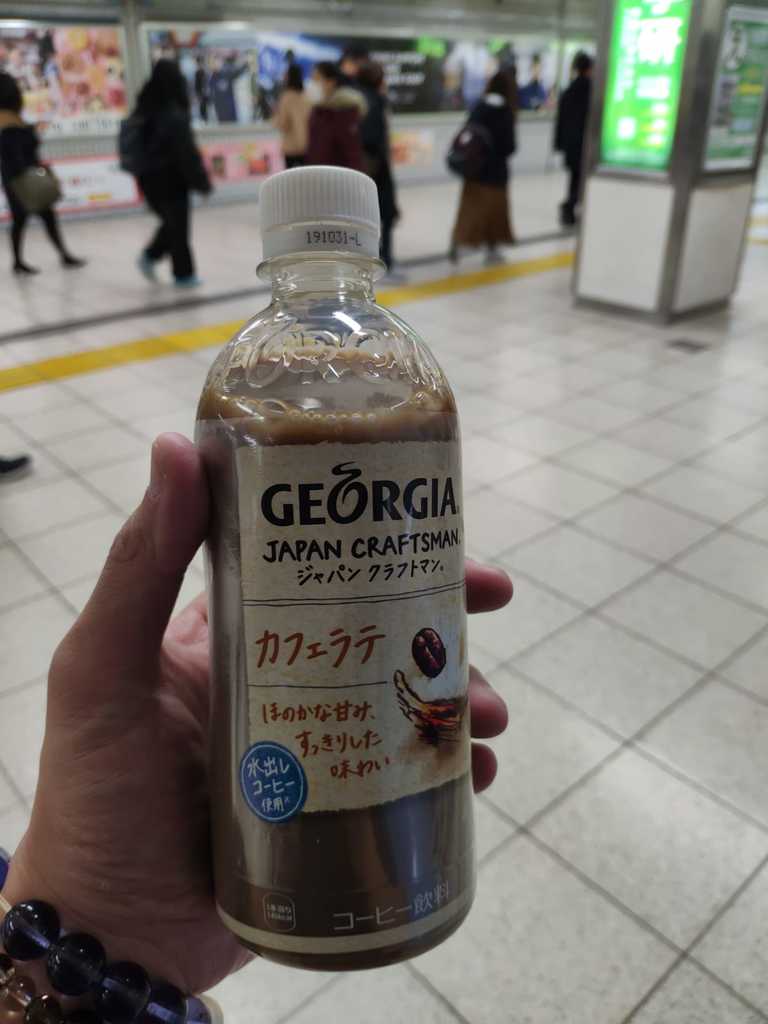 研
191031-L
GEORGIA
JAPAN CRAFTSMAN.
ジャパン クラフトマン。
カフェラテ
ほのかな甘み、
すっきりした
味わい
水出し
コーヒー
使用
コーヒー飲料